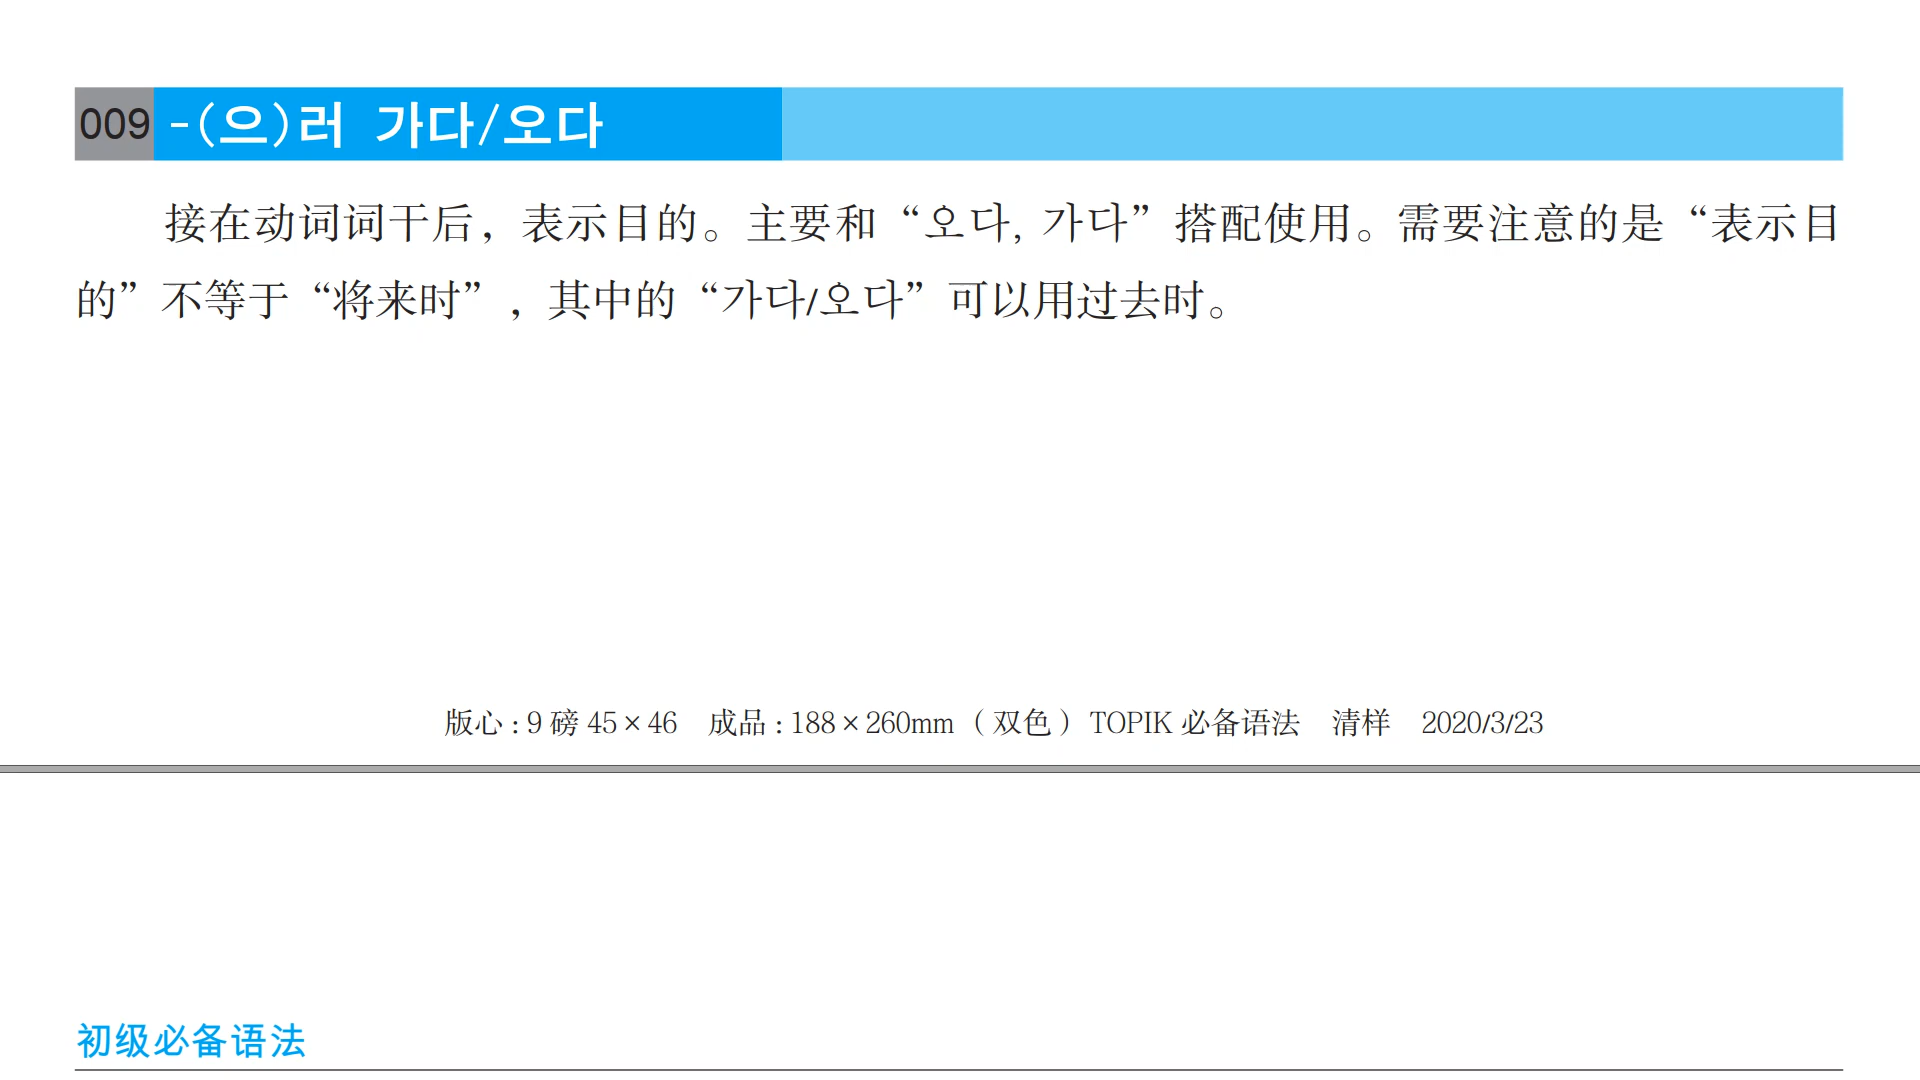 009 -(으)러 가다/오다
接在动词词干后，表示目的。主要和“오다, 가다”搭配使用。需要注意的是“表示目
的”不等于“将来时”，其中的“가다/오다”可以用过去时。
版心 : 9 磅 45 × 46 成品 : 188 × 260mm（双色）TOPIK 必备语法 清样 2020/3/23
初级必备语法